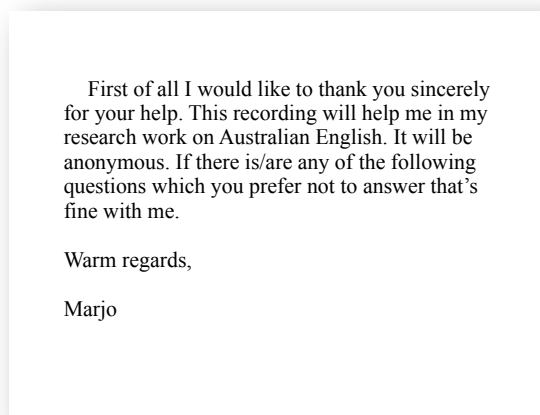 First of all I would like to thank you sincerely
for your help. This recording will help me in my
research work on Australian English. It will be
anonymous. If there is/are any of the following
questions which you prefer not to answer that’s
fine with me.
Warm regards,
Marjo